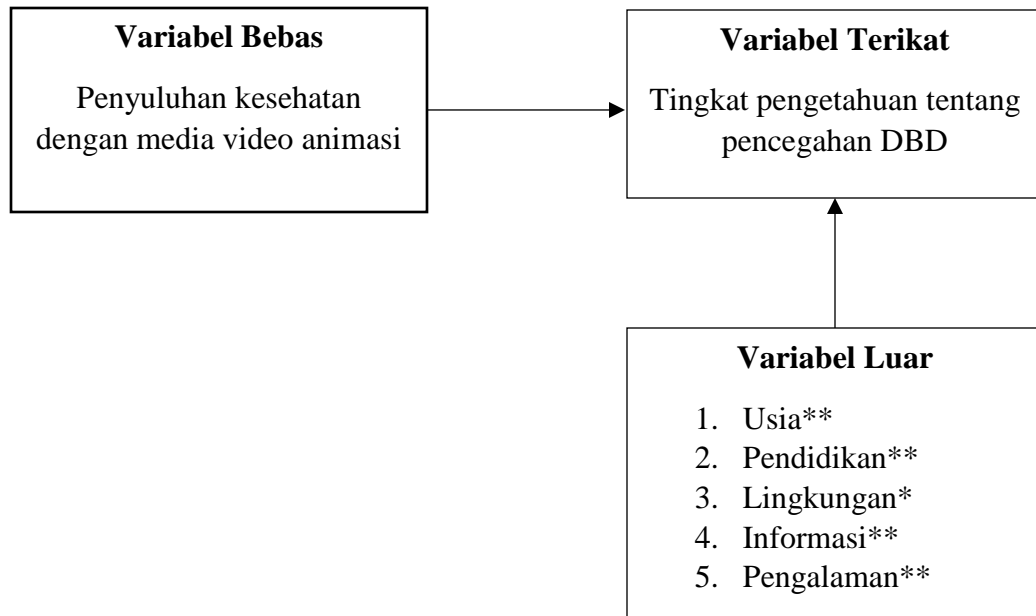 Variabel Bebas
Penyuluhan kesehatan
dengan media video animasi
Variabel Terikat
Tingkat pengetahuan tentang
pencegahan DBD
Variabel Luar
1. Usia**
2. Pendidikan**
3. Lingkungan*
4. Informasi**
5. Pengalaman**